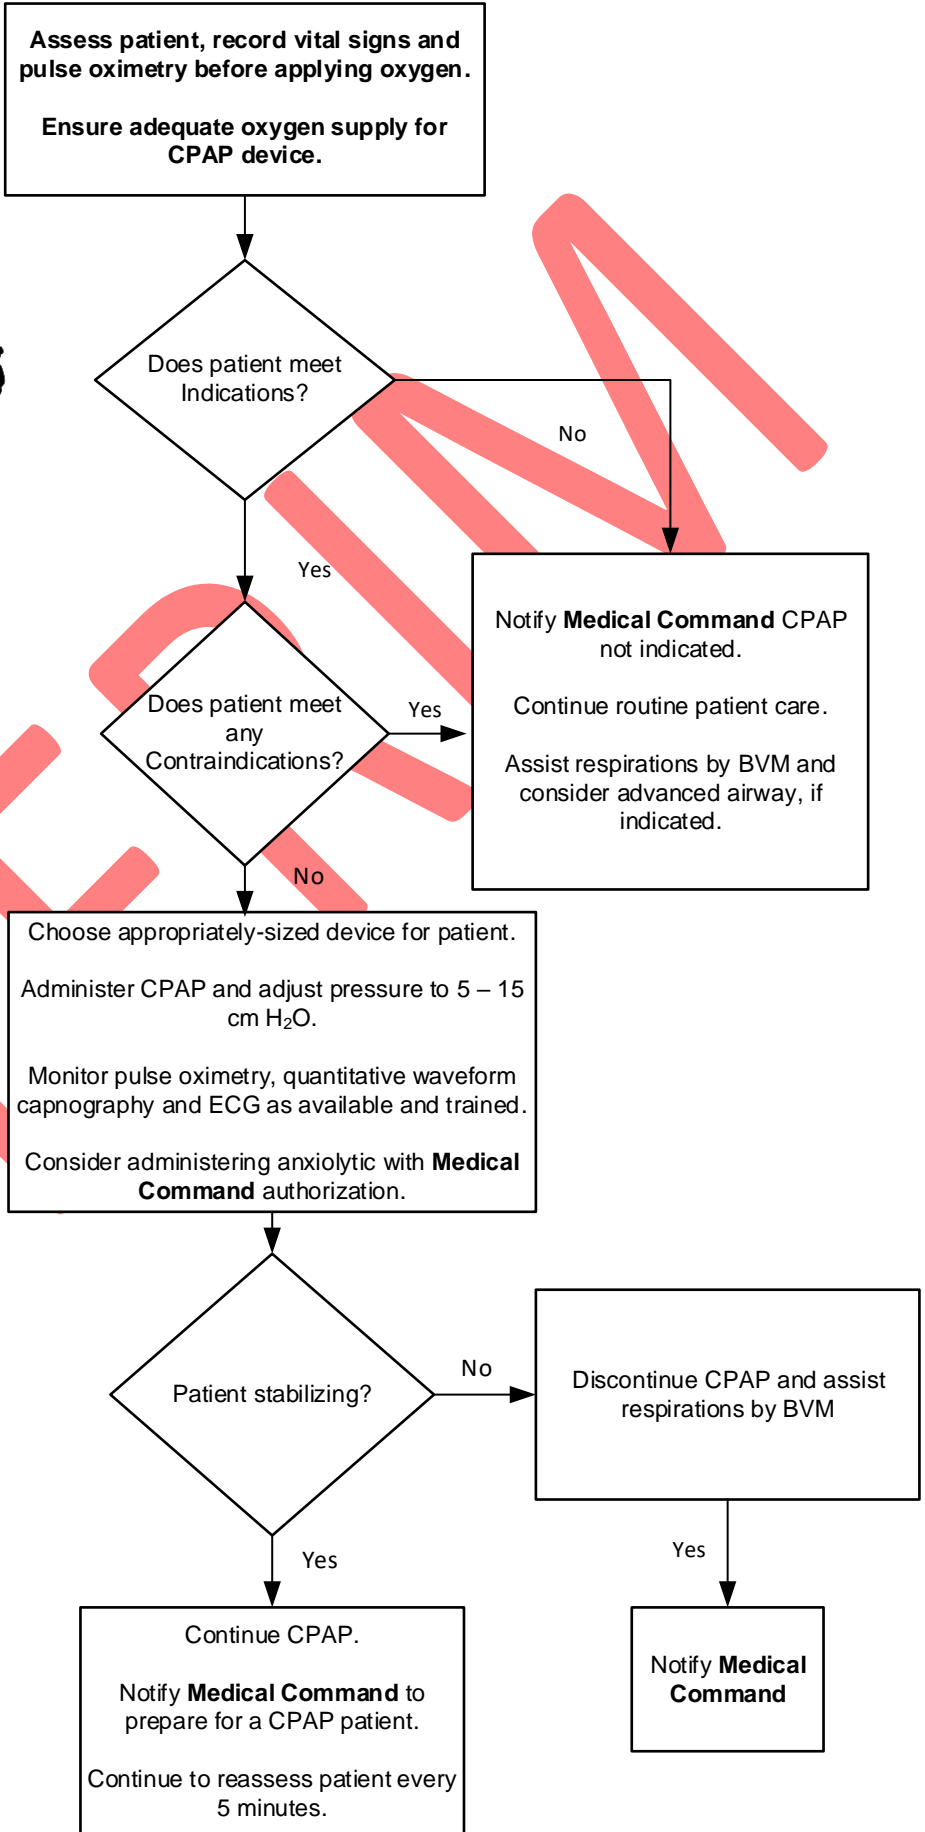 Assess patient, record vital signs and
pulse oximetry before applying oxygen.
Ensure adequate oxygen supply for
CPAP device.
Does patient meet
Indications?
No
Yes
Notify Medical Command CPAP
not indicated.
Continue routine patient care.
Assist respirations by BVM and
consider advanced airway, if
indicated.
Does patient meet
any
Contraindications?
Yes
No
Choose appropriately-sized device for patient.
Administer CPAP and adjust pressure to 5 – 15
cm H₂O.
Monitor pulse oximetry, quantitative waveform
capnography and ECG as available and trained.
Consider administering anxiolytic with Medical
Command authorization.
Patient stabilizing?
No
Discontinue CPAP and assist
respirations by BVM
Yes
Yes
Continue CPAP.
Notify Medical Command to
prepare for a CPAP patient.
Continue to reassess patient every
5 minutes.
Notify Medical
Command